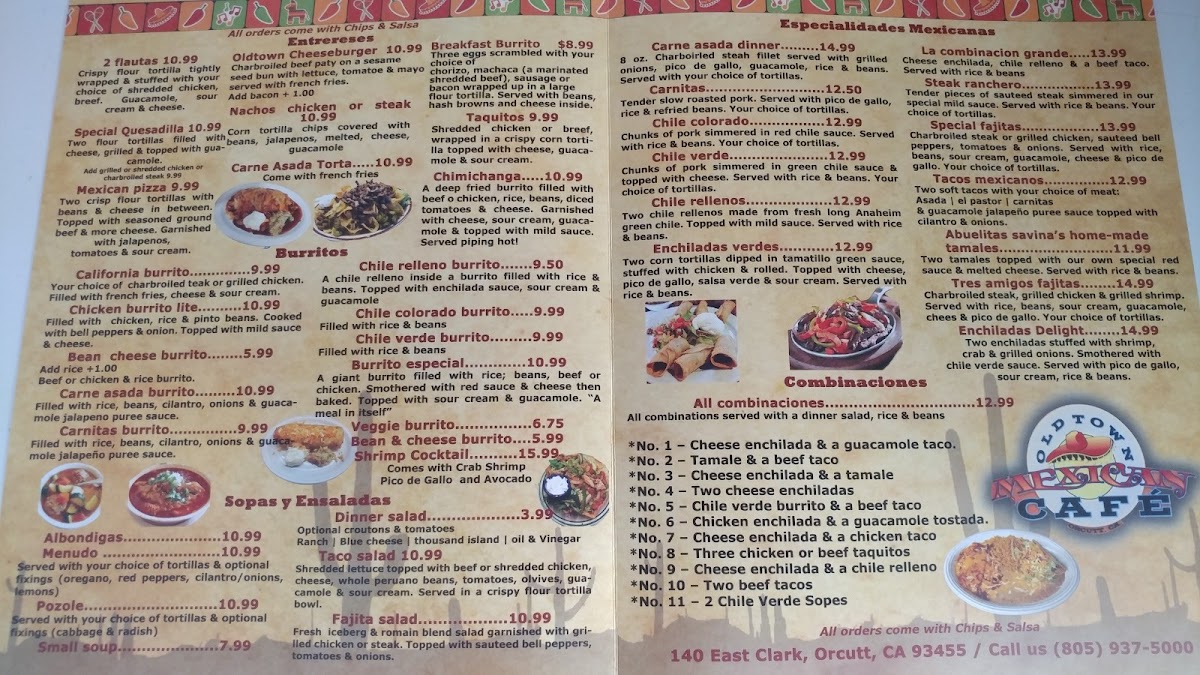 All orders come with Chips & Salsa
Entrereses
2 flautas 10.99
Crispy flour tortilla tightly
wrapped & stuffed with your
choice of shredded chicken,
breef. Guacamole, sour
cream & cheese.
Special Quesadilla 10.99
Two flour tortillas filled with
cheese, grilled & topped with gua-
camole.
Add grilled or shredded chicken or
charbroiled steak 9.99
Mexican pizza 9.99
Two crisp flour tortillas with
beans & cheese in between.
Topped with seasoned ground
beef & more cheese. Garnished
with jalapenos,
tomatoes & sour cream.
Oldtown Cheeseburger 10.99
Charboiled beef paty on a sesame
seed bun with lettuce, tomatoe & mayo
served with french fries.
Add bacon + 1.00
Nachos chicken or steak
10.99
Corn tortilla chips covered with
beans, jalapenos, melted, cheese,
guacamole
Carne Asada Torta.....10.99
Come with french fries
Breakfast Burrito $8.99
Three eggs scrambled with your
choice of
chorizo, machaca (a marinated
shredded beef), sausage or
bacon wrapped up in a large
flour tortilla. Served with beans,
hash browns and cheese inside.
Taquitos 9.99
Shredded chicken or breef,
wrapped in a crispy corn torti-
lla topped with cheese, guaca-
mole & sour cream.
Chimichanga.....10.99
A deep fried burrito filled with
beef o chicken, rice, beans, diced
tomatoes & cheese. Garnished
with cheese, sour cream, guaca-
mole & topped with mild sauce.
Served piping hot!
Burritos
California burrito..............9.99
Your choice of charbroiled teak or grilled chicken.
Filled with french fries, cheese & sour cream.
Chicken burrito lite..........10.99
Filled with chicken, rice & pinto beans. Cooked
with bell peppers & onion. Topped with mild sauce
& cheese.
Bean cheese burrito.........5.99
Add rice +1.00
Beef or chicken & rice burrito.
Carne asada burrito........10.99
Filled with rice, beans, cilantro, onions & guaca-
mole jalapeno puree sauce.
Carnitas burrito...............9.99
Filled with rice, beans, cilantro, onions & guaca-
mole jalapeño puree sauce.
Chile relleno burito.......9.50
A chile relleno inside a burrito filled with rice &
beans. Topped with enchilada sauce, sour cream &
guacamole
Chile colorado burrito.....9.99
Filled with rice & beans
Chile verde burrito.........9.99
Filled with rice & beans
Burrito especial.............10.99
A giant burrito filled with rice; beans, beef or
chicken. Smothered with red sauce & cheese then
baked. Topped with sour cream & guacamole. “A
meal in itself”
Veggie burrito...............6.75
Bean & cheese burrito....5.99
Shrimp Cocktail...........15.99
Comes with Crab Shrimp
Pico de Gallo and Avocado
Sopas y Ensaladas
Albondigas.....................10.99
Menudo .........................10.99
Served with your choice of tortillas & optional
fixings (oregano, red peppers, cilantro/onions,
lemons)
Pozole...........................10.99
Served with your choice of tortillas & optional
fixings (cabbage & radish)
Small soup.....................7.99
Dinner salad...................3.99
Optional croutons & tomatoes
Ranch | Blue cheese | thousand island | oil & Vinegar
Taco salad 10.99
Shredded lettuce topped with beef or shredded chicken,
cheese, whole peruano beans, tomatoes, olvives, guaca-
camole & sour cream. Served in a crispy flour tortilla
bowl.
Fajita salad..................10.99
Fresh iceberg & romain blend salad garnished with gri-
lled chicken or steak. Topped with sauteed bell peppers,
tomatoes & onions.
Especialidades Mexicanas
Carne asada dinner.........14.99
8 oz. Charboirled steak fillet served with grilled
onions, pico de gallo, guacamole, rice & beans.
Served with your choice of tortillas.
Carnitas.........................12.50
Tender slow roasted pork. Served with pico de gallo,
rice & refried beans. Your choice of tortillas.
Chile colorado................12.99
Chunks of pork simmered in red chile sauce. Served
with rice & beans. Your choice of tortillas.
Chile verde.....................12.99
Chunks of pork simmered in green chile sauce &
topped with cheese. Served with rice & beans. Your
choice of tortillas.
Chile rellenos.................12.99
Two chile rellenos made from fresh long Anaheim
green chile. Topped with mild sauce. Served with rice
& beans.
Enchiladas verdes...........12.99
Two corn tortillas dipped in tamatillo green sauce,
stuffed with chicken & rolled. Topped with cheese,
pico de gallo, salsa verde & sour cream. Served with
rice & beans.
La combinacion grande....13.99
Cheese enchilada, chile relleno & a beef taco.
Served with rice & beans
Steak ranchero...............13.99
Tender pieces of sauteed steak simmered in our
special mild sauce. Served with rice & beans. Your
choice of tortillas.
Special fajitas................13.99
Charbroiled steak or grilled chicken, sauteed bell
peppers, tomatoes & onions. Served with rice,
beans, sour cream, guacamole, cheese & pico de
gallo. Your choice of tortillas.
Tacos mexicanos.............12.99
Two soft tacos with your choice of meat:
Asada | el pastor | carnitas
& guacamole jalapeño puree sauce topped with
cilantro & onions.
Abuelitas savina’s home-made
tamales.........................11.99
Two tamales topped with our own special red
sauce & melted cheese. Served with rice & beans.
Tres amigos fajitas........14.99
Charbroiled steak, grilled chicken & grilled shrimp.
Served with rice, beans, sour cream, guacamole,
chees & pico de gallo. Your choice of tortillas.
Enchiladas Delight.......14.99
Two enchiladas stuffed with shrimp,
crab & grilled onions. Smothered with
chile verde sauce. Served with pico de gallo,
sour cream, rice & beans.
Combinaciones
All combinaciones.............................12.99
All combinations served with a dinner salad, rice & beans
*No. 1 – Cheese enchilada & a guacamole taco.
*No. 2 – Tamale & a beef taco
*No. 3 – Cheese enchilada & a tamale
*No. 4 – Two cheese enchiladas
*No. 5 – Chile verde burrito & a beef taco
*No. 6 – Chicken enchilada & a guacamole tostada.
*No. 7 – Cheese enchilada & a chicken taco
*No. 8 – Three chicken or beef taquitos
*No. 9 – Cheese enchilada & a chile relleno
*No. 10 – Two beef tacos
*No. 11 – 2 Chile Verde Sopes
OLD TOWN
MEXICAN
CAFÉ
ORCUTT, CA.
All orders come with Chips & Salsa
140 East Clark, Orcutt, CA 93455 / Call us (805) 937-5000